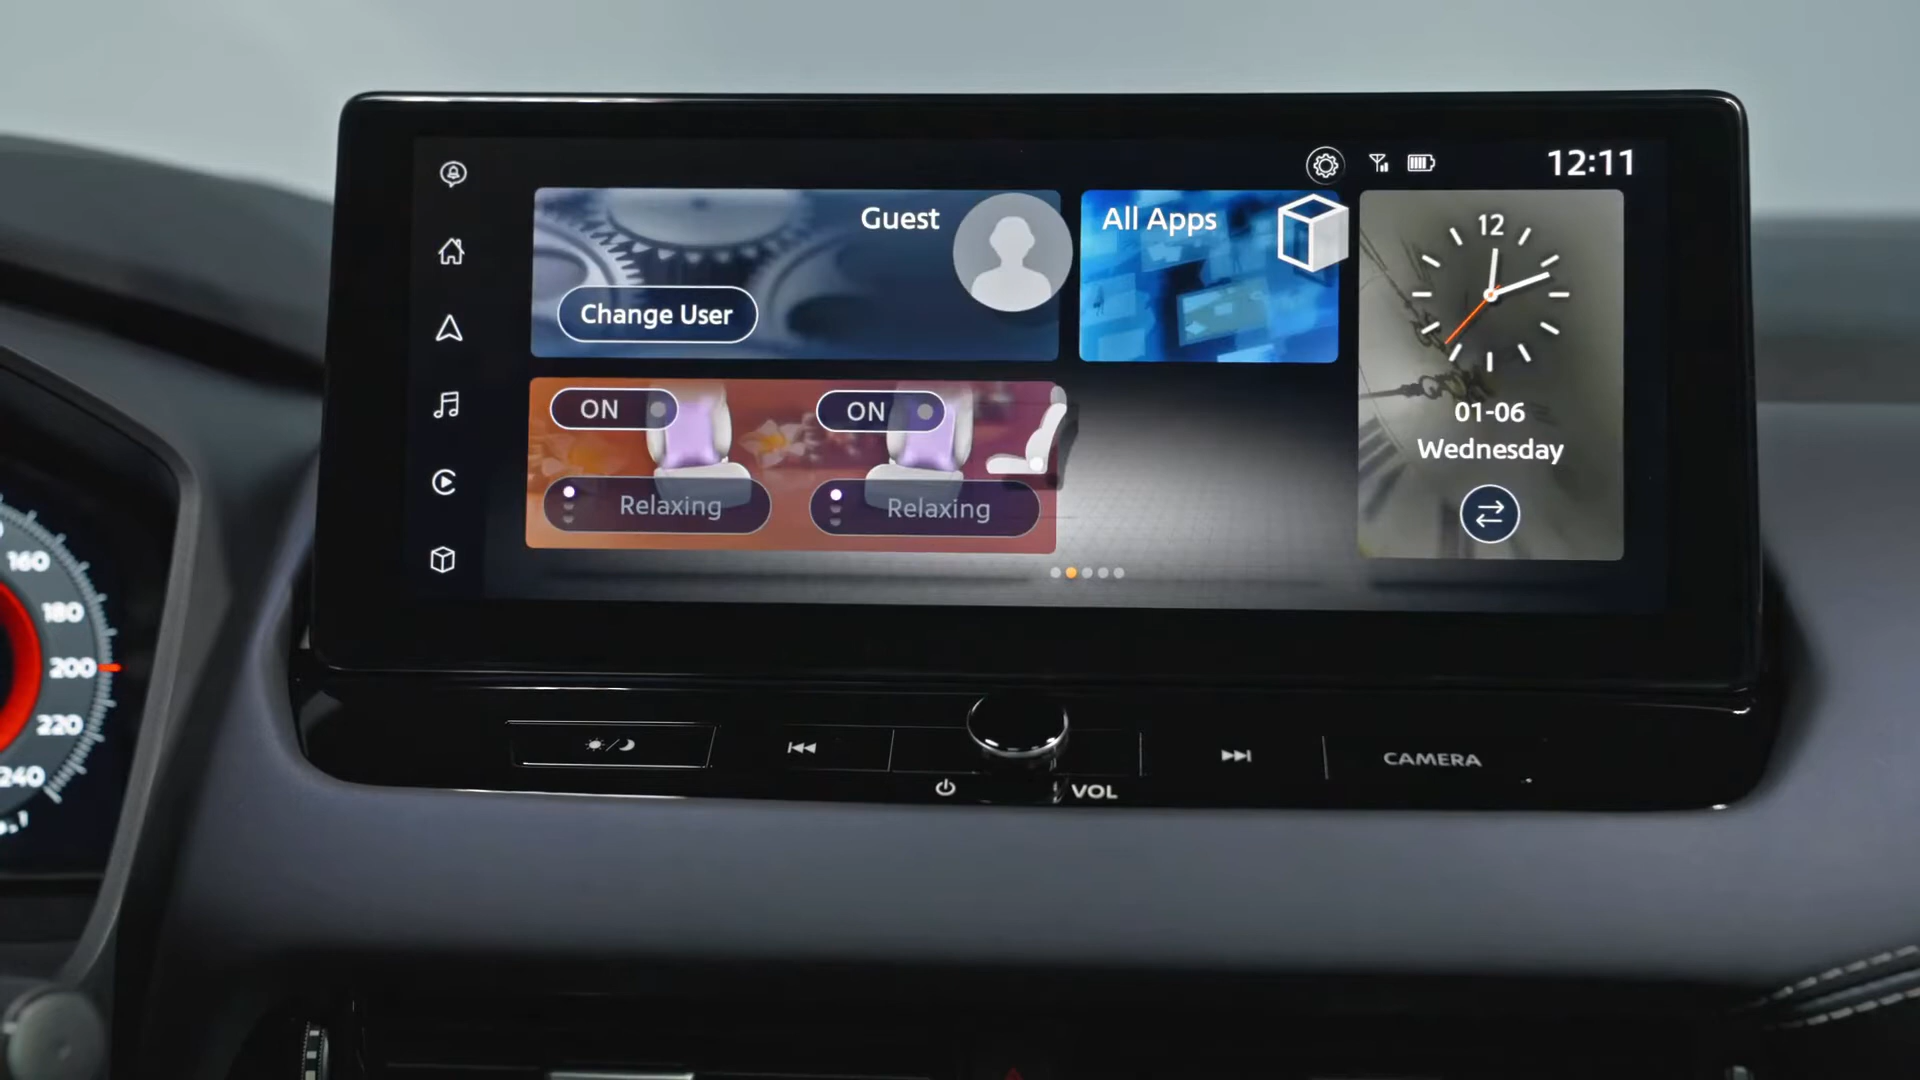 12:11
Guest
Change User
All Apps
12
01-06
Wednesday
ON
ON
Relaxing
Relaxing
160
180
200
220
240
VOL
CAMERA